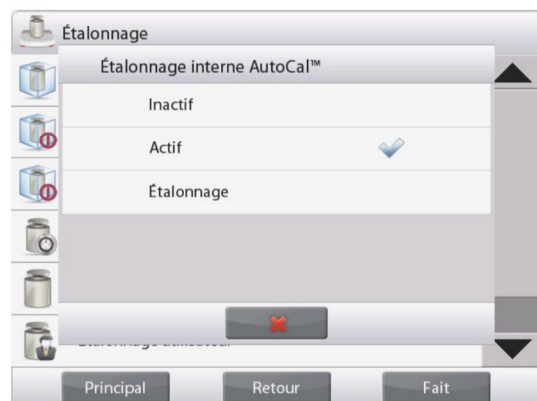 Étalonnage
Étalonnage interne AutoCal™
Inactif
Actif
Étalonnage
Principal
Retour
Fait